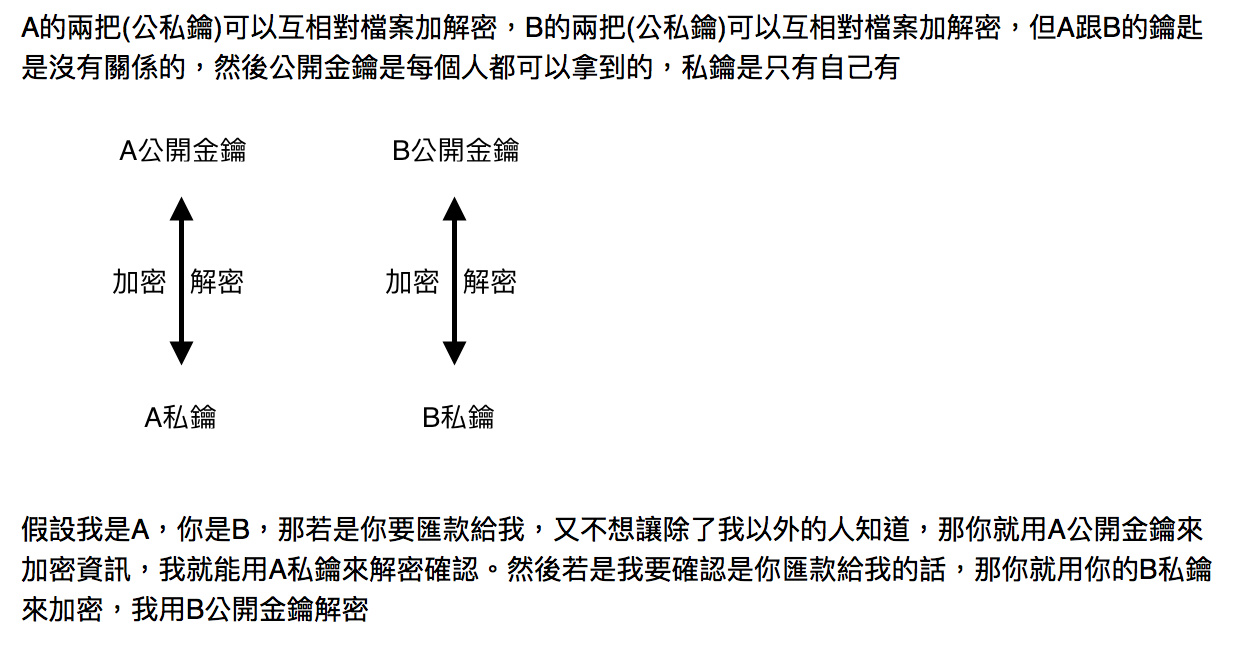 A的兩把(公私鑰)可以互相對檔案加解密，B的兩把(公私鑰)可以互相對檔案加解密，但A跟B的鑰匙
是沒有關係的，然後公開金鑰是每個人都可以拿到的，私鑰是只有自己有
A公開金鑰 B公開金鑰
加密 解密 加密 解密
A私鑰 B私鑰
假設我是A，你是B，那若是你要匯款給我，又不想讓除了我以外的人知道，那你就用A公開金鑰來
加密資訊，我就能用A私鑰來解密確認。然後若是我要確認是你匯款給我的話，那你就用你的B私鑰
來加密，我用B公開金鑰解密